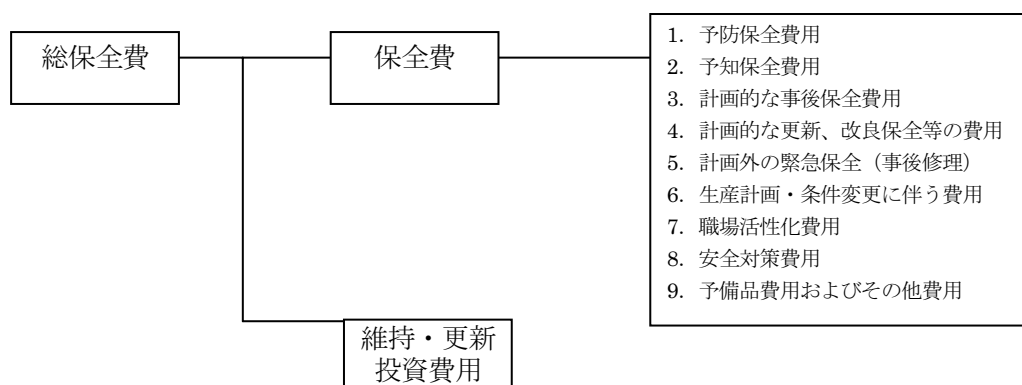 総保全費
保全費
1. 予防保全費用
2. 予知保全費用
3. 計画的な事後保全費用
4. 計画的な更新、改良保全等の費用
5. 計画外の緊急保全（事後修理）
6. 生産計画・条件変更に伴う費用
7. 職場活性化費用
8. 安全対策費用
9. 予備品費用およびその他費用
維持・更新
投資費用